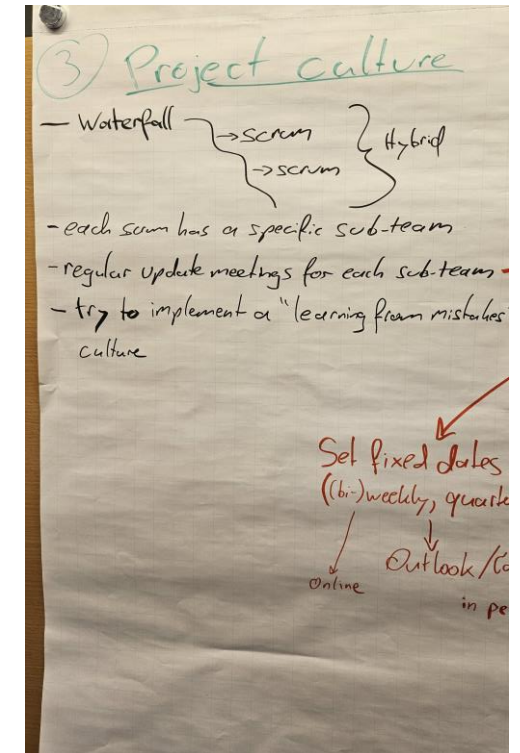 ③ Project culture
- Waterfall →scrum } Hybrid
→scrum
- each scrum has a specific sub-team
- regular update meetings for each sub-team
- try to implement a "learning from mistakes"
culture
Set fixed dates
((bi-)weekly,
Online
Outlook/
in